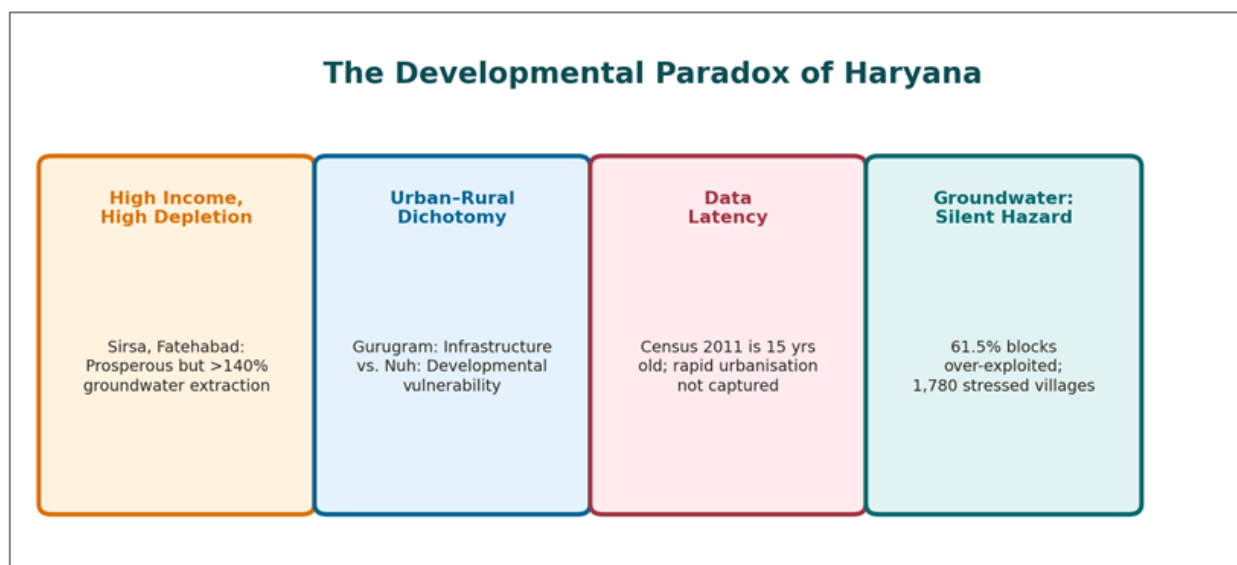 The Developmental Paradox of Haryana
High Income,
High Depletion
Sirsa, Fatehabad:
Prosperous but >140%
groundwater extraction
Urban–Rural
Dichotomy
Gurugram: Infrastructure
vs. Nuh: Developmental
vulnerability
Data
Latency
Census 2011 is 15 yrs
old; rapid urbanisation
not captured
Groundwater:
Silent Hazard
61.5% blocks
over-exploited;
1,780 stressed villages